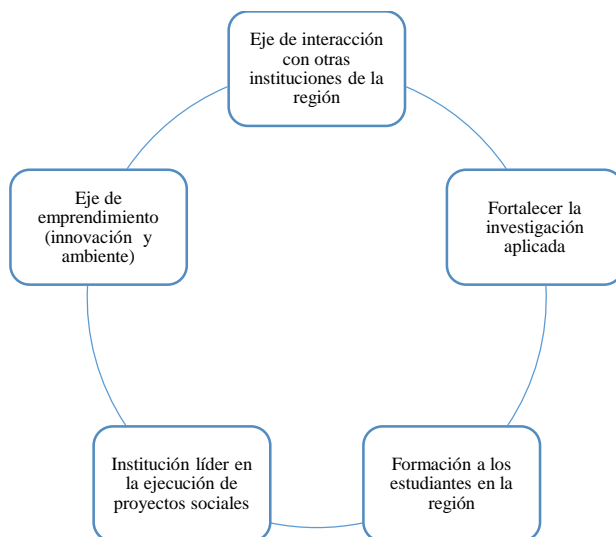 Eje de interacción
con otras
instituciones de la
región
Eje de
emprendimiento
(innovación y
ambiente)
Fortalecer la
investigación
aplicada
Institución líder en
la ejecución de
proyectos sociales
Formación a los
estudiantes en la
región